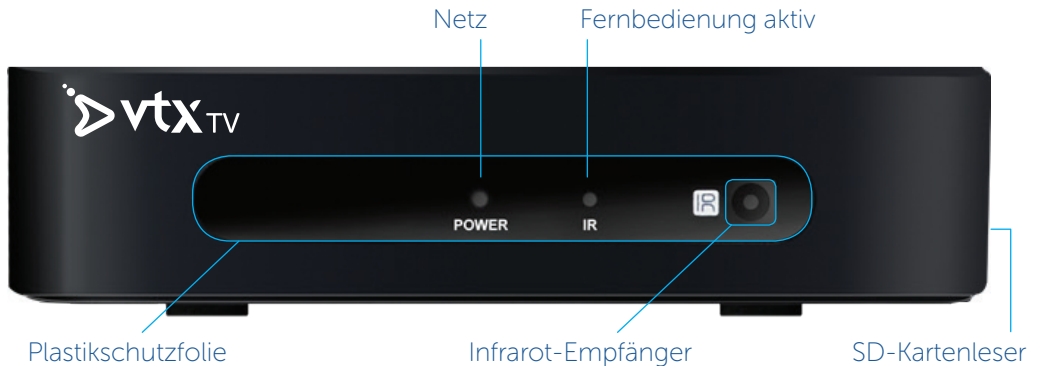 Netz
Fernbedienung aktiv
vtx TV
POWER
IR
Plastikschutzfolie
Infrarot-Empfänger
SD-Kartenleser